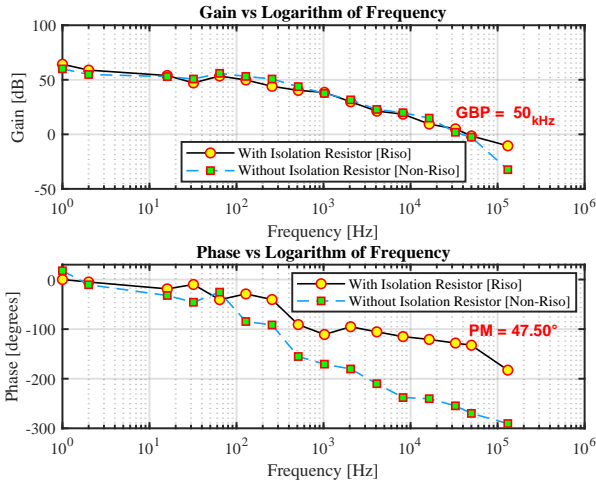 Gain vs Logarithm of Frequency
100
50
0
-50
Gain [dB]
GBP = 50kHz
With Isolation Resistor [Riso]
Without Isolation Resistor [Non-Riso]
10^0 10^1 10^2 10^3 10^4 10^5 10^6
Frequency [Hz]
Phase vs Logarithm of Frequency
0
-100
-200
-300
Phase [degrees]
With Isolation Resistor [Riso]
Without Isolation Resistor [Non-Riso]
PM = 47.50°
10^0 10^1 10^2 10^3 10^4 10^5 10^6
Frequency [Hz]